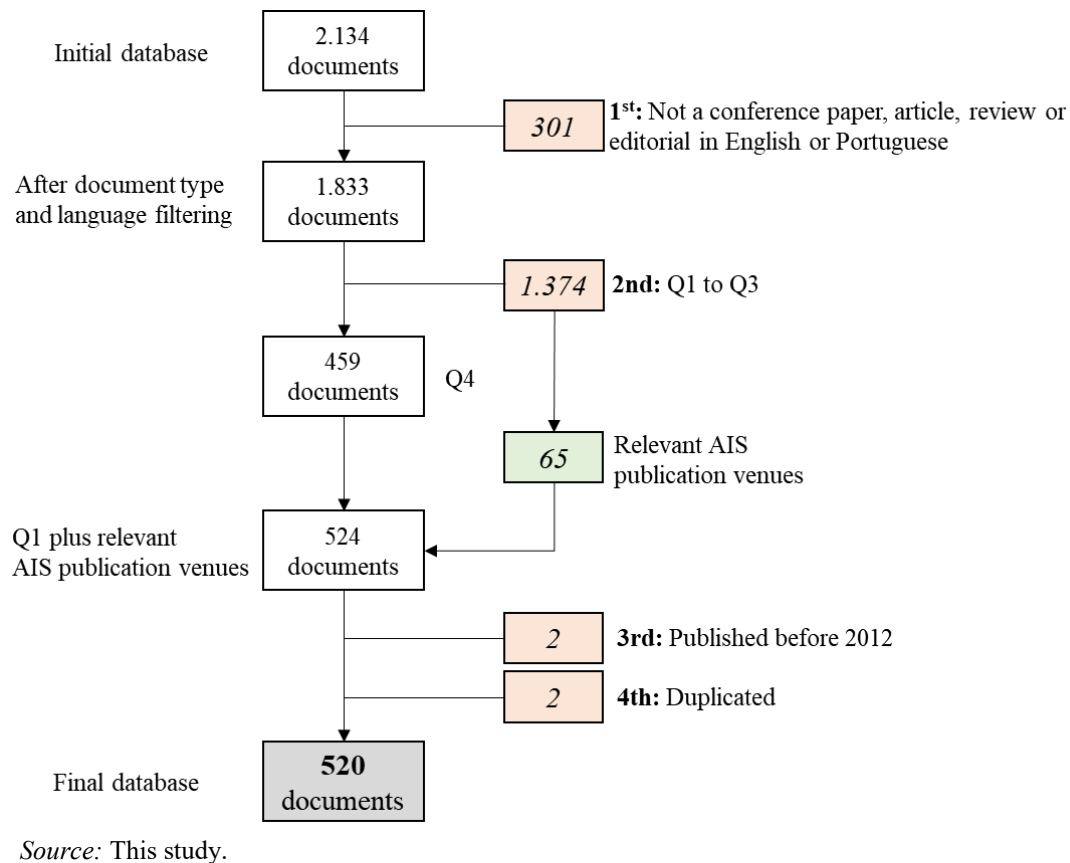 Initial database
2.134
documents
301
1st: Not a conference paper, article, review or
editorial in English or Portuguese
After document type
and language filtering
1.833
documents
1.374
2nd: Q1 to Q3
459
documents
Q4
65
Relevant AIS
publication venues
Q1 plus relevant
AIS publication venues
524
documents
2
3rd: Published before 2012
2
4th: Duplicated
Final database
520
documents
Source: This study.